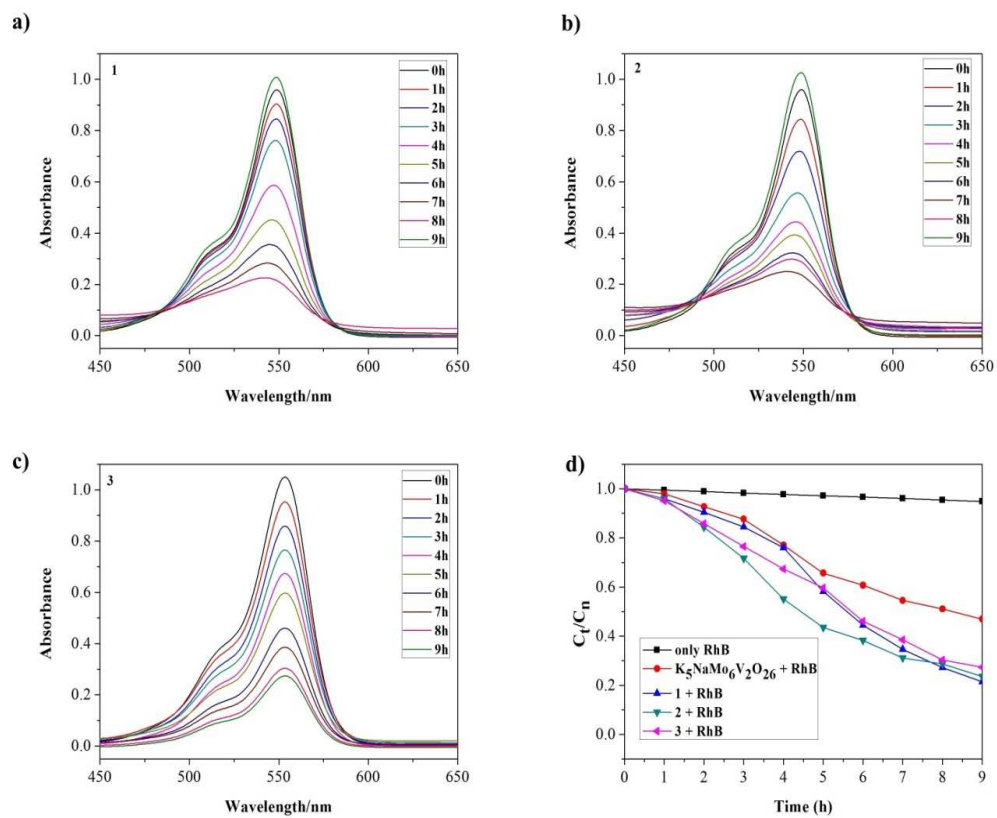 a)
1
1.0
0.8
0.6
0.4
0.2
0.0
Absorbance
450 500 550 600 650
Wavelength/nm
0h
1h
2h
3h
4h
5h
6h
7h
8h
9h
b)
2
1.0
0.8
0.6
0.4
0.2
0.0
Absorbance
450 500 550 600 650
Wavelength/nm
0h
1h
2h
3h
4h
5h
6h
7h
8h
9h
c)
3
1.0
0.8
0.6
0.4
0.2
0.0
Absorbance
450 500 550 600 650
Wavelength/nm
0h
1h
2h
3h
4h
5h
6h
7h
8h
9h
d)
1.0
0.8
0.6
0.4
0.2
0.0
Ct/Cn
only RhB
K5NaMo6V2O26 + RhB
1 + RhB
2 + RhB
3 + RhB
0 1 2 3 4 5 6 7 8 9
Time (h)